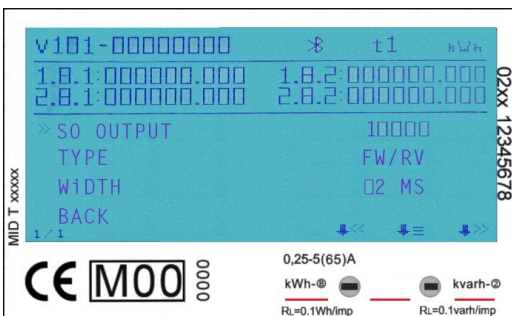 v101-00000000 t1 kWh
1.8.1:000000.000 1.8.2:000000.000
2.8.1:000000.000 2.8.2:000000.000
» SO OUTPUT 10000
TYPE FW/RV
WiDTH 02 MS
BACK
1/1 << ≡ >>
MID T xxxxx
02xx 12345678
CE M00 0000
0,25-5(65)A
kWh-⑧ kvarh-②
RL=0.1Wh/imp RL=0.1varh/imp